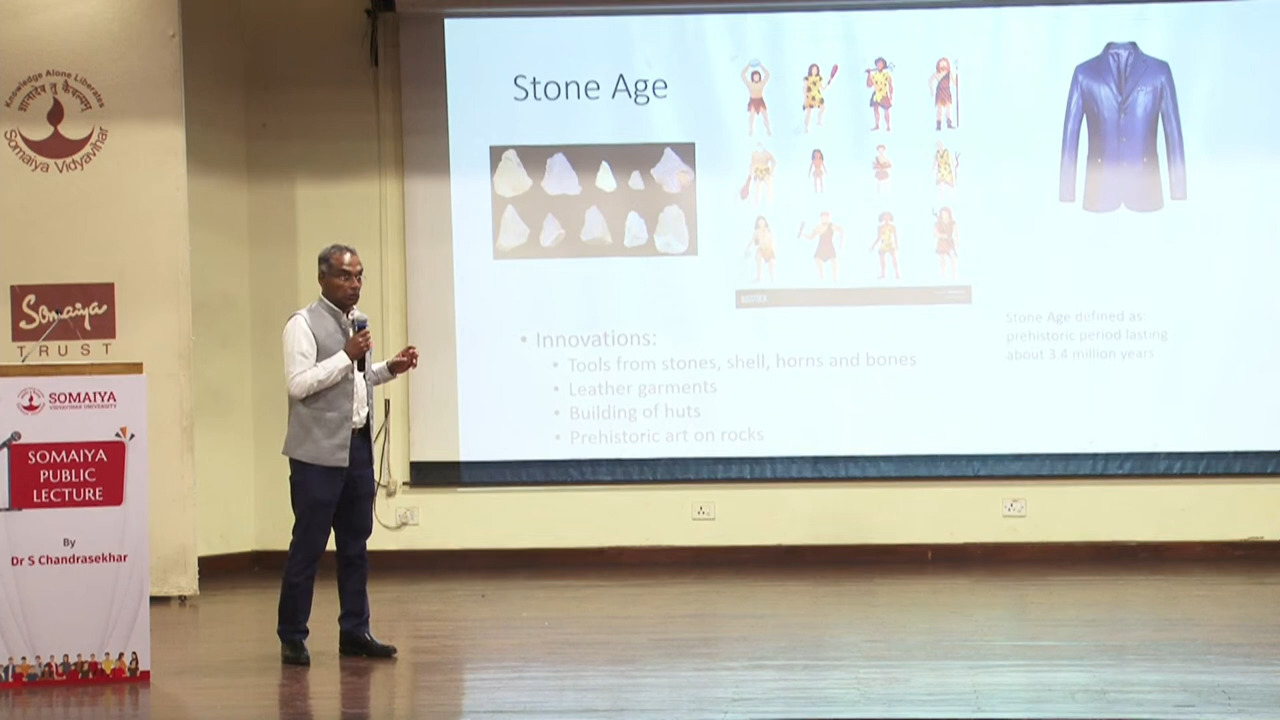 Knowledge Alone Liberates
ज्ञानादेव तु कैवल्यम्
Somaiya Vidyavihar
Somaiya
TRUST
SOMAIYA
VIDYAVIHAR UNIVERSITY
SOMAIYA
PUBLIC
LECTURE
By
Dr S Chandrasekhar
Stone Age
• Innovations:
• Tools from stones, shell, horns and bones
• Leather garments
• Building of huts
• Prehistoric art on rocks
Stone Age defined as
prehistoric period lasting
about 3.4 million years